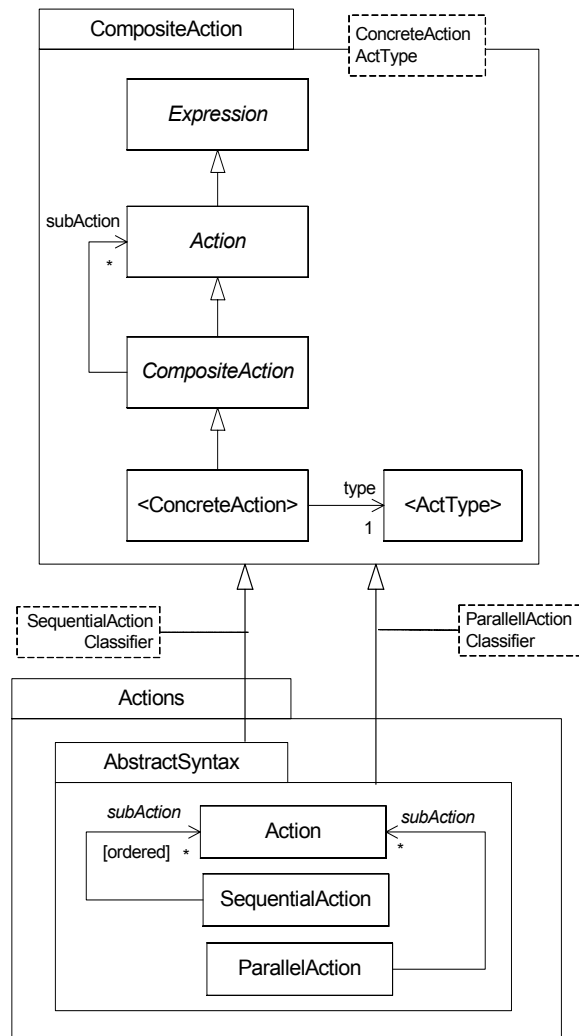 CompositeAction
ConcreteAction
ActType
Expression
subAction
*
Action
CompositeAction
<ConcreteAction>
type
1
<ActType>
SequentialAction
Classifier
ParallellAction
Classifier
Actions
AbstractSyntax
subAction
[ordered]
*
Action
subAction
*
SequentialAction
ParallelAction